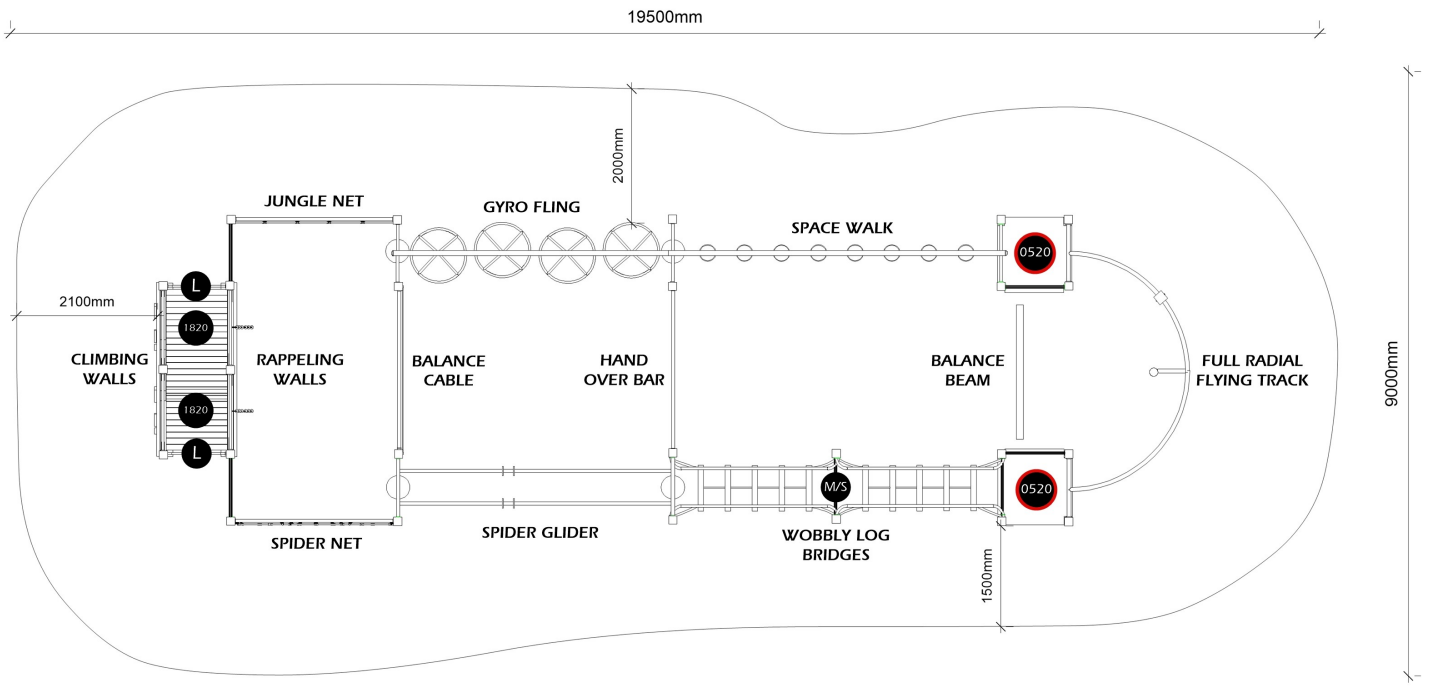 19500mm
2000mm
JUNGLE NET
GYRO FLING
SPACE WALK
0520
L
2100mm
1820
CLIMBING
WALLS
RAPPELING
WALLS
BALANCE
CABLE
HAND
OVER BAR
BALANCE
BEAM
FULL RADIAL
FLYING TRACK
9000mm
1820
L
M/S
0520
SPIDER NET
SPIDER GLIDER
WOBBLY LOG
BRIDGES
1500mm